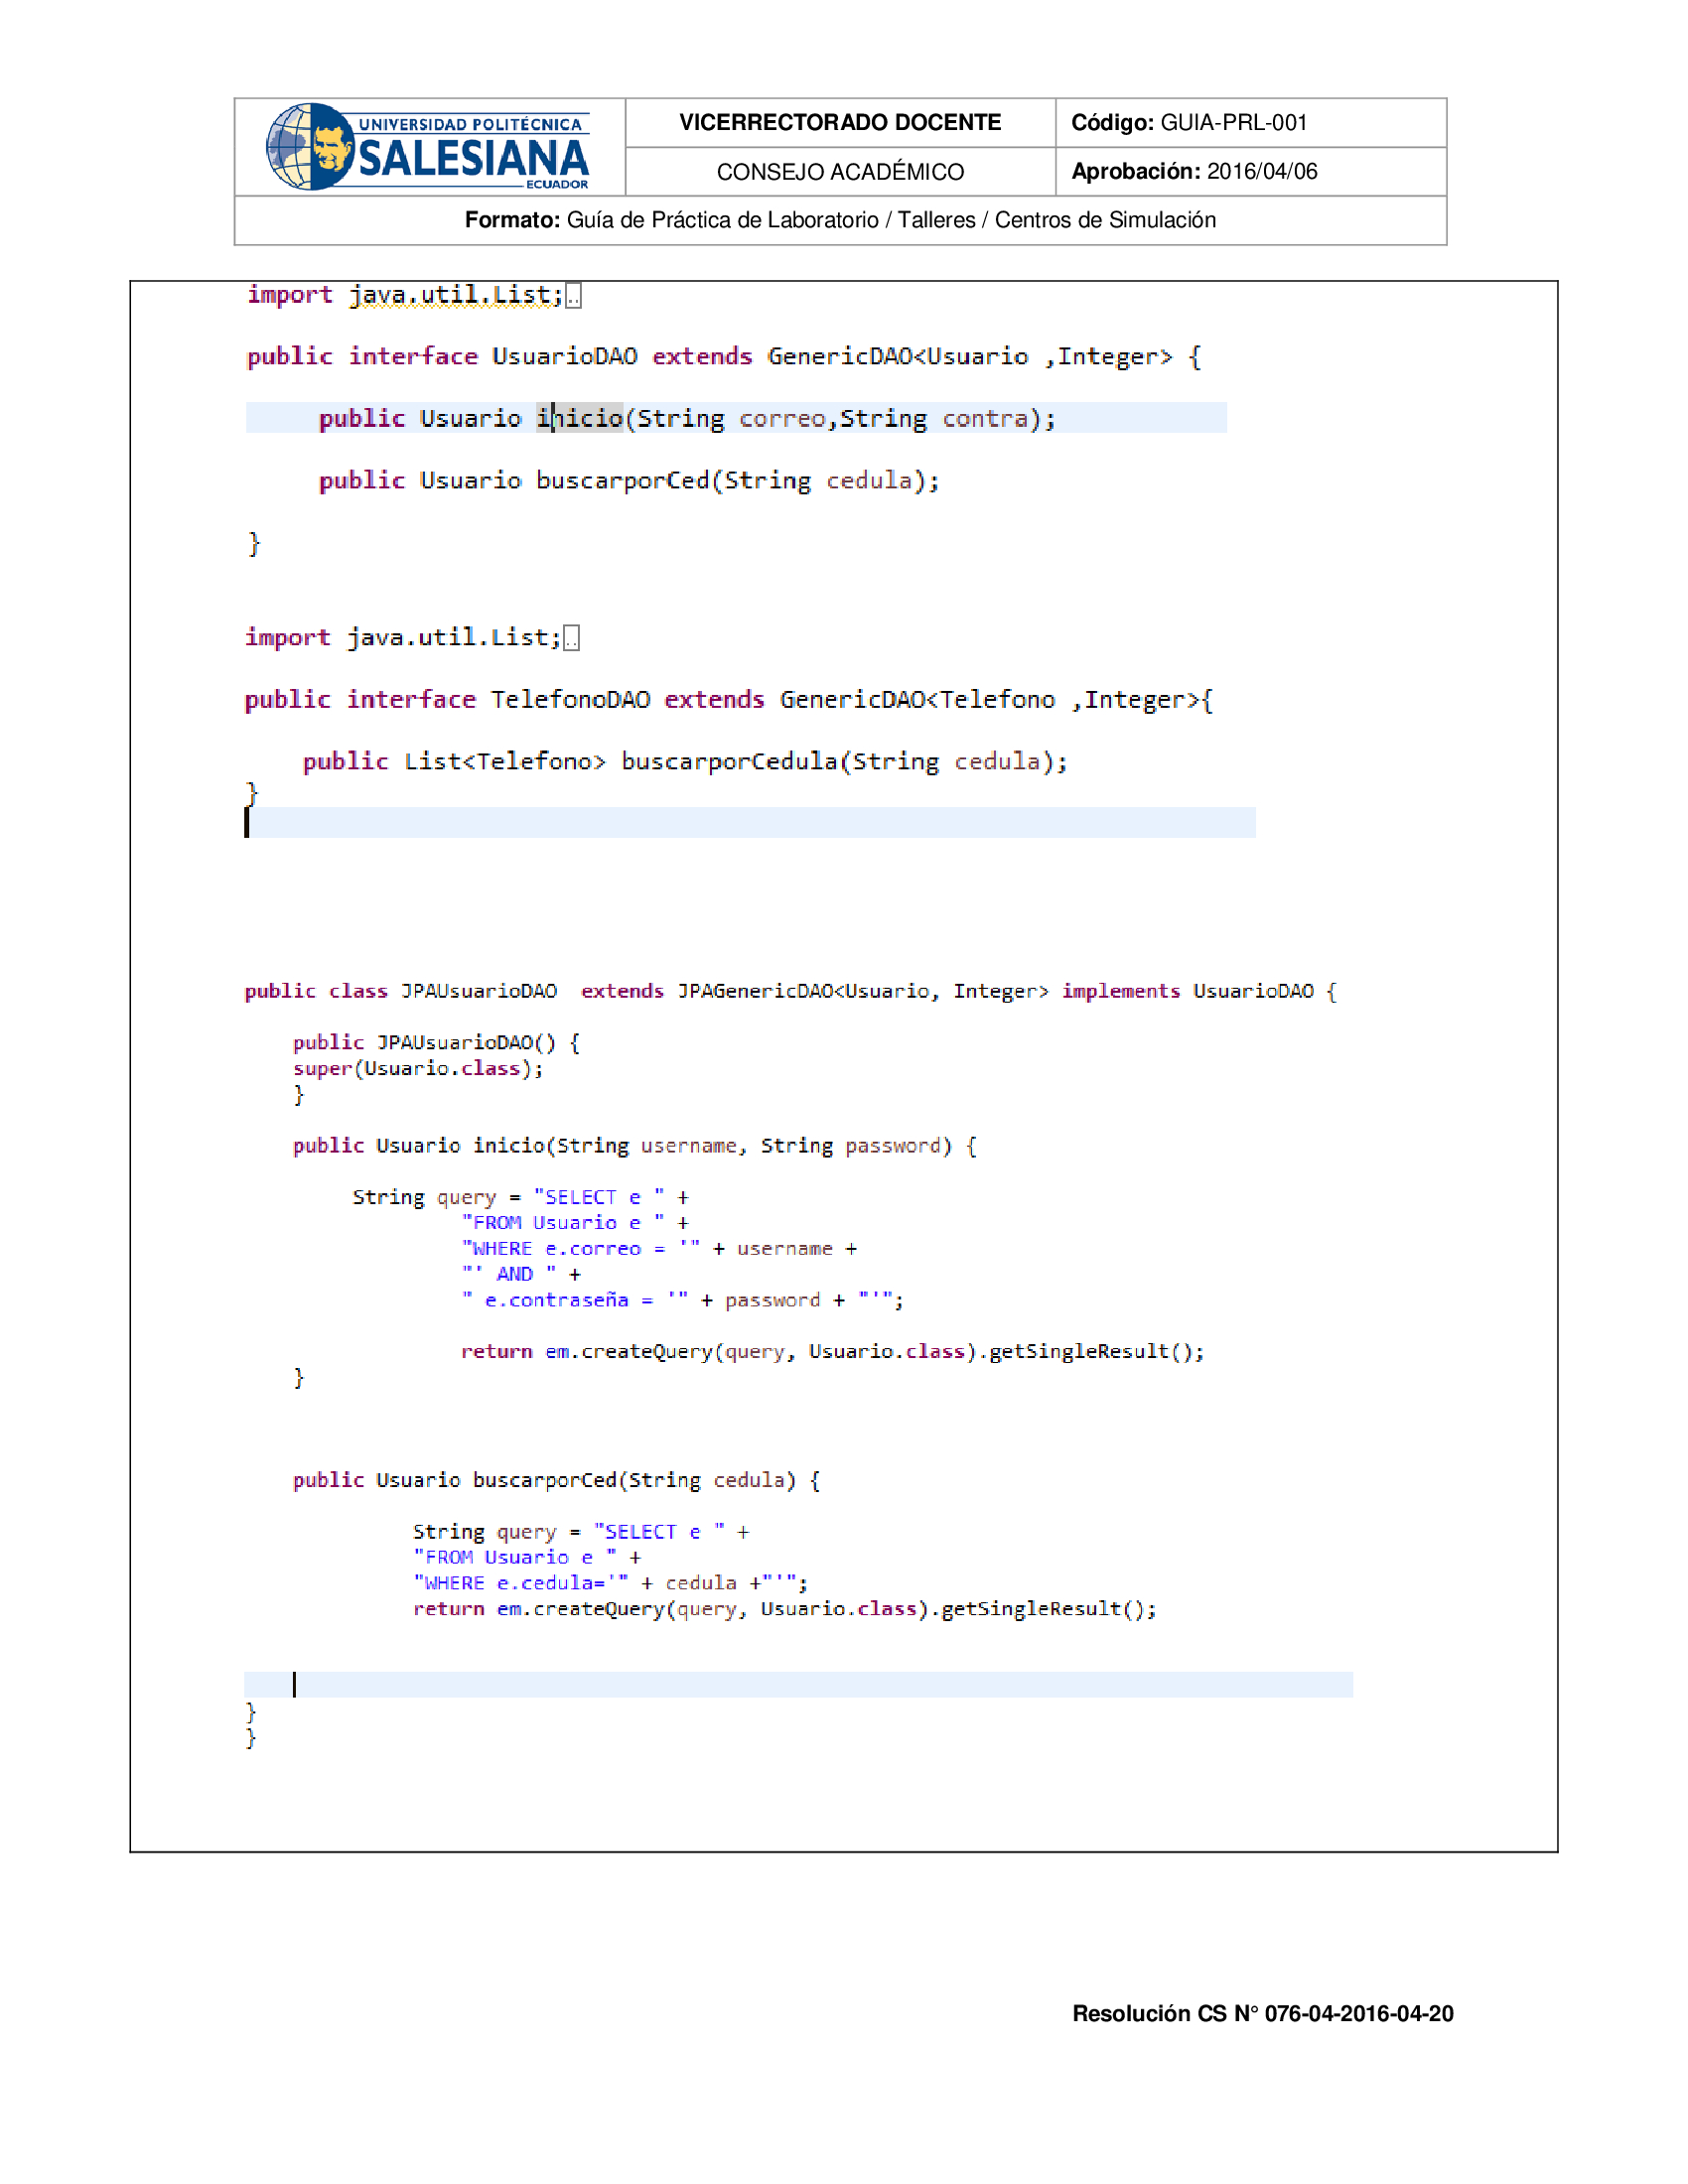 UNIVERSIDAD POLITÉCNICA
SALESIANA
ECUADOR
VICERRECTORADO DOCENTE
Código: GUIA-PRL-001
CONSEJO ACADÉMICO
Aprobación: 2016/04/06
Formato: Guía de Práctica de Laboratorio / Talleres / Centros de Simulación
import java.util.List;
public interface UsuarioDAO extends GenericDAO<Usuario ,Integer> {
public Usuario inicio(String correo,String contra);
public Usuario buscarporCed(String cedula);
}
import java.util.List;
public interface TelefonoDAO extends GenericDAO<Telefono ,Integer>{
public List<Telefono> buscarporCedula(String cedula);
}
public class JPAUsuarioDAO  extends JPAGenericDAO<Usuario, Integer> implements UsuarioDAO {
public JPAUsuarioDAO() {
super(Usuario.class);
}
public Usuario inicio(String username, String password) {
String query = "SELECT e " +
"FROM Usuario e " +
"WHERE e.correo = '" + username +
"' AND " +
" e.contraseña = '" + password + "'";
return em.createQuery(query, Usuario.class).getSingleResult();
}
public Usuario buscarporCed(String cedula) {
String query = "SELECT e " +
"FROM Usuario e " +
"WHERE e.cedula='" + cedula +"'";
return em.createQuery(query, Usuario.class).getSingleResult();
}
}
Resolución CS N° 076-04-2016-04-20